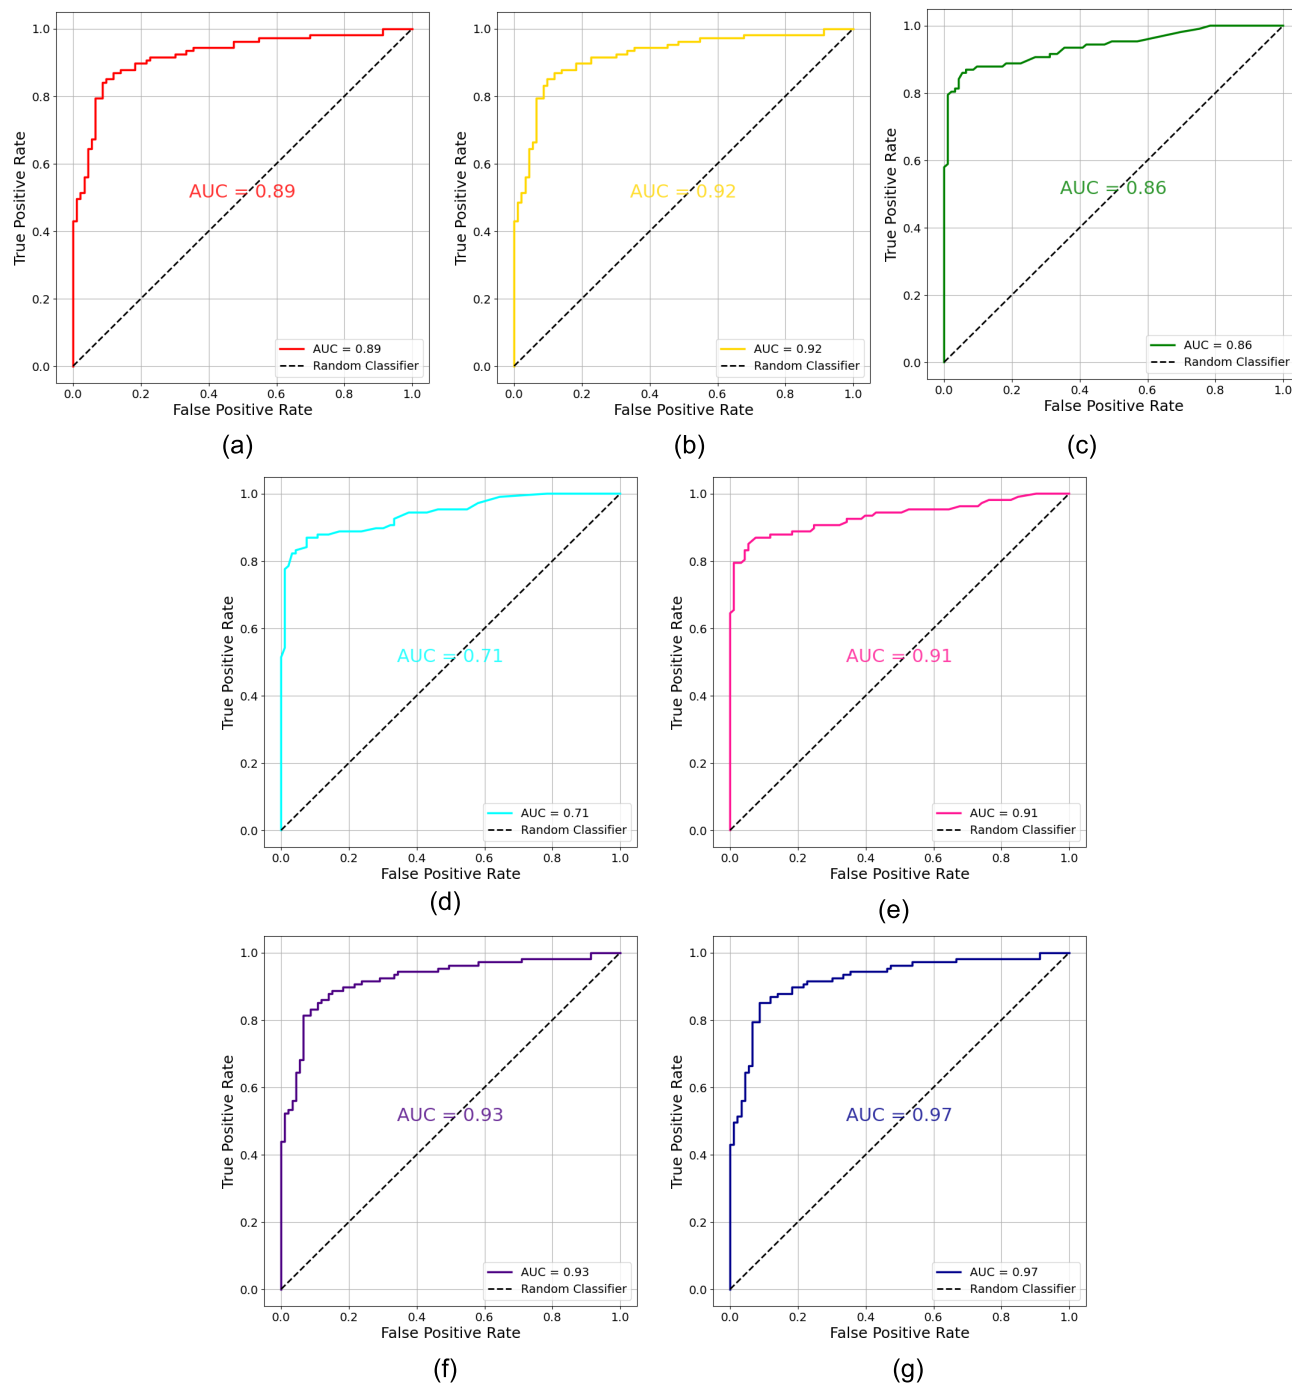 1.0
0.8
0.6
0.4
0.2
0.0
True Positive Rate
AUC = 0.89
AUC = 0.89
Random Classifier
0.0 0.2 0.4 0.6 0.8 1.0
False Positive Rate
(a)
1.0
0.8
0.6
0.4
0.2
0.0
True Positive Rate
AUC = 0.92
AUC = 0.92
Random Classifier
0.0 0.2 0.4 0.6 0.8 1.0
False Positive Rate
(b)
1.0
0.8
0.6
0.4
0.2
0.0
True Positive Rate
AUC = 0.86
AUC = 0.86
Random Classifier
0.0 0.2 0.4 0.6 0.8 1.0
False Positive Rate
(c)
1.0
0.8
0.6
0.4
0.2
0.0
True Positive Rate
AUC = 0.71
AUC = 0.71
Random Classifier
0.0 0.2 0.4 0.6 0.8 1.0
False Positive Rate
(d)
1.0
0.8
0.6
0.4
0.2
0.0
True Positive Rate
AUC = 0.91
AUC = 0.91
Random Classifier
0.0 0.2 0.4 0.6 0.8 1.0
False Positive Rate
(e)
1.0
0.8
0.6
0.4
0.2
0.0
True Positive Rate
AUC = 0.93
AUC = 0.93
Random Classifier
0.0 0.2 0.4 0.6 0.8 1.0
False Positive Rate
(f)
1.0
0.8
0.6
0.4
0.2
0.0
True Positive Rate
AUC = 0.97
AUC = 0.97
Random Classifier
0.0 0.2 0.4 0.6 0.8 1.0
False Positive Rate
(g)